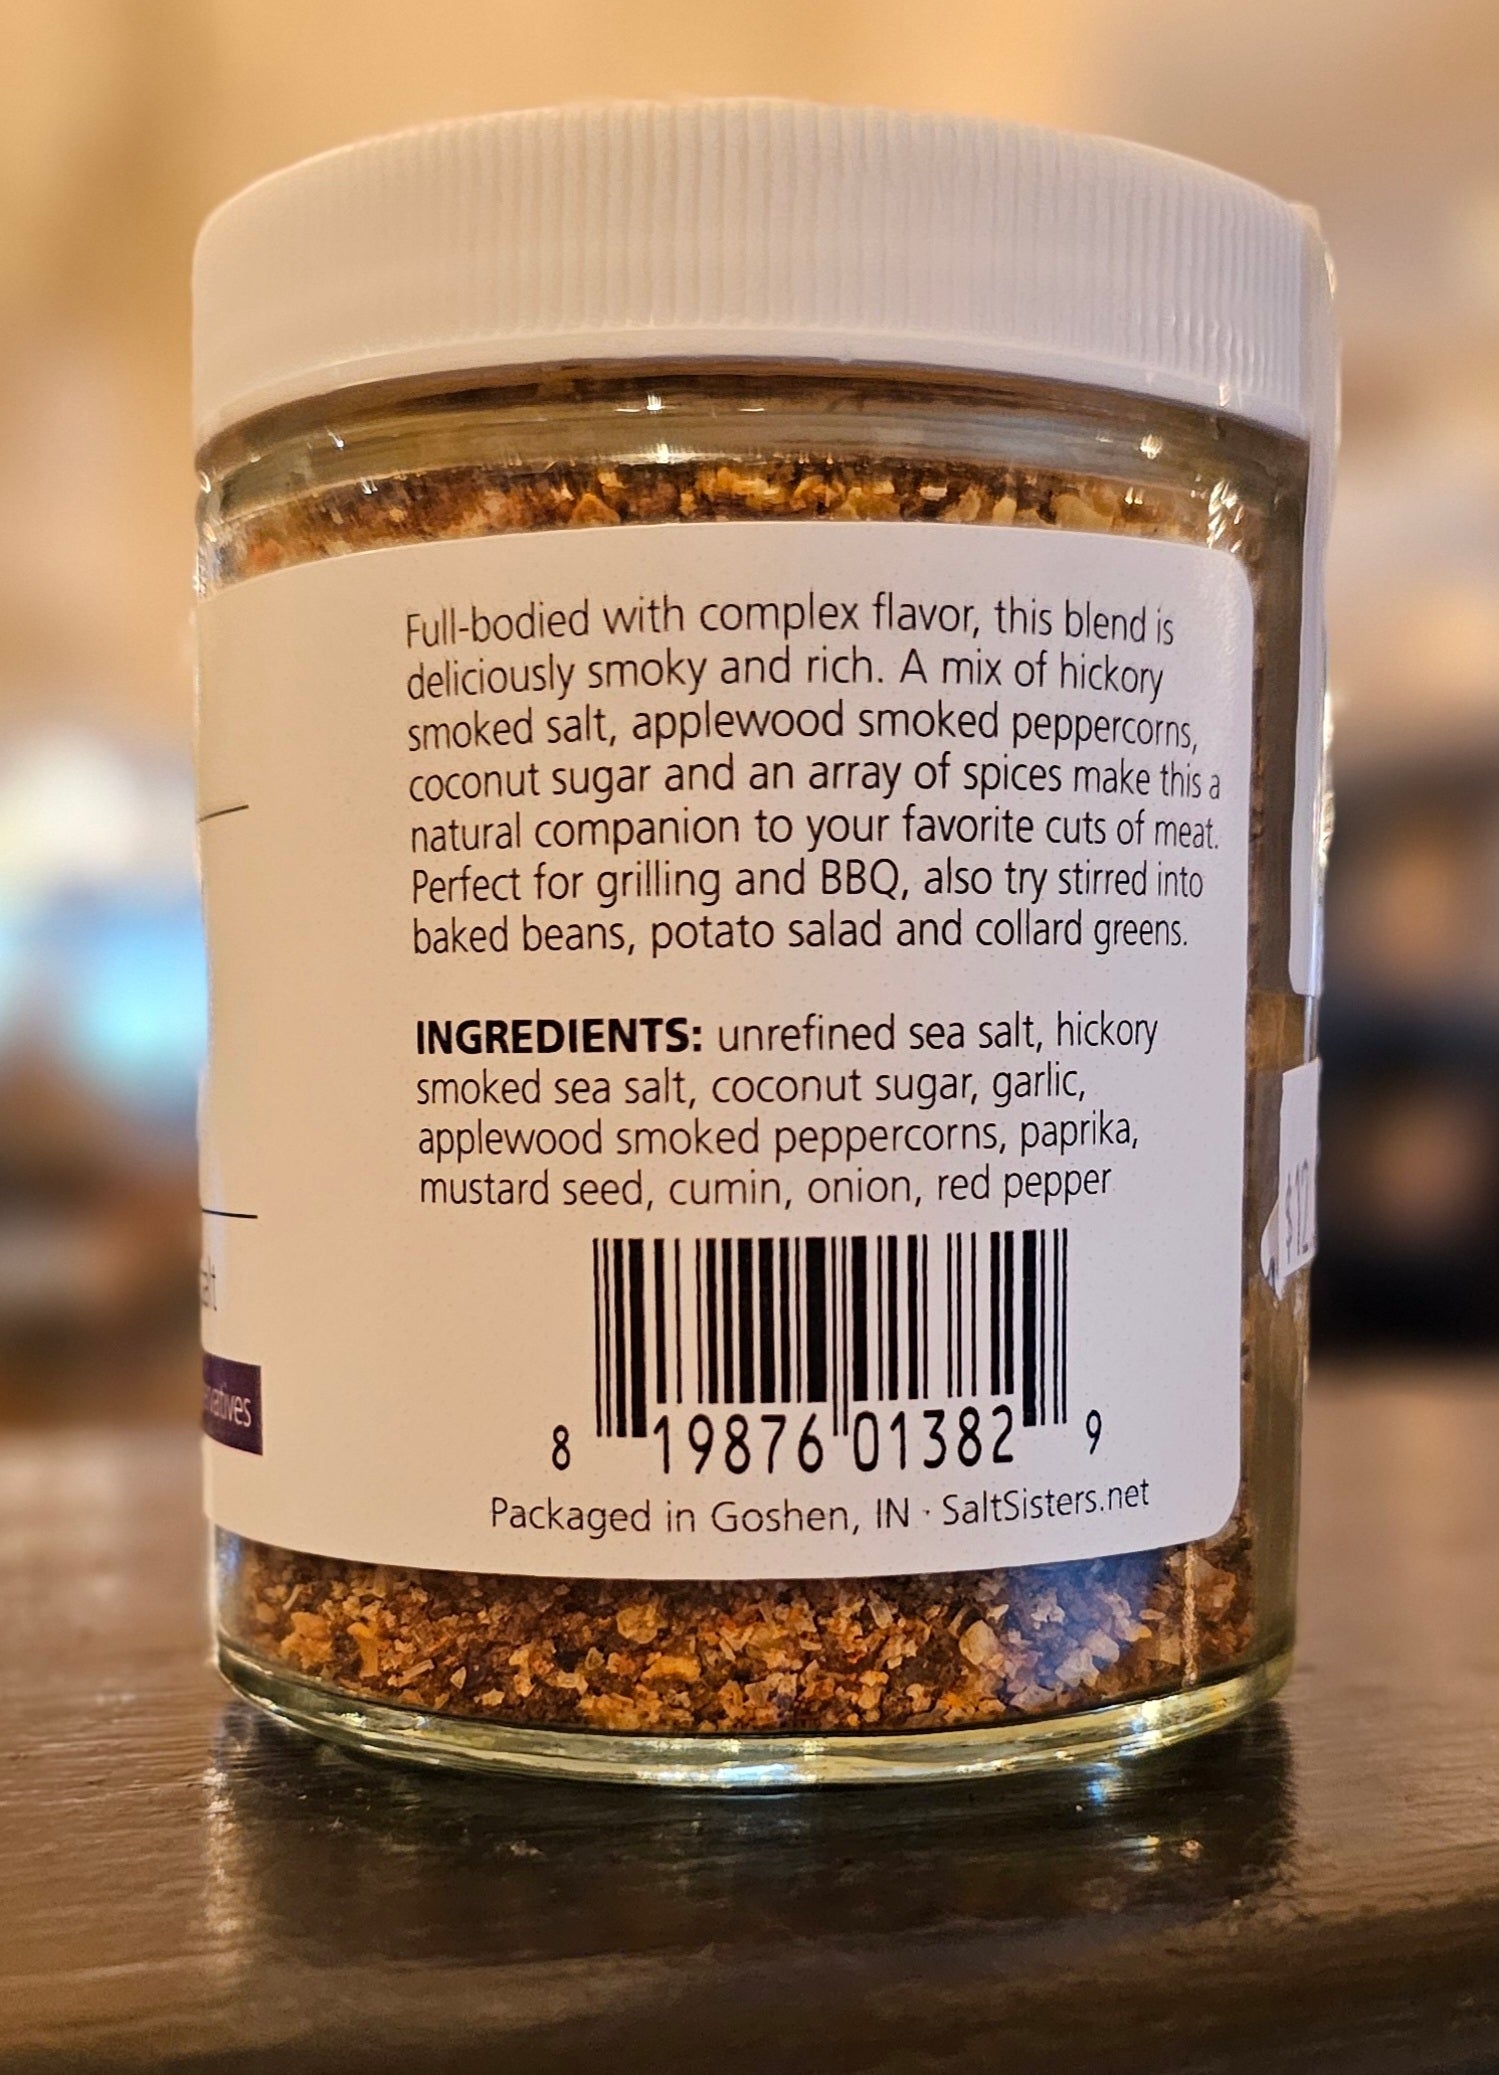 Full-bodied with complex flavor, this blend is
deliciously smoky and rich. A mix of hickory
smoked salt, applewood smoked peppercorns,
coconut sugar and an array of spices make this a
natural companion to your favorite cuts of meat.
Perfect for grilling and BBQ, also try stirred into
baked beans, potato salad and collard greens.
INGREDIENTS: unrefined sea salt, hickory
smoked sea salt, coconut sugar, garlic,
applewood smoked peppercorns, paprika,
mustard seed, cumin, onion, red pepper
8 19876 01382 9
Packaged in Goshen, IN · SaltSisters.net